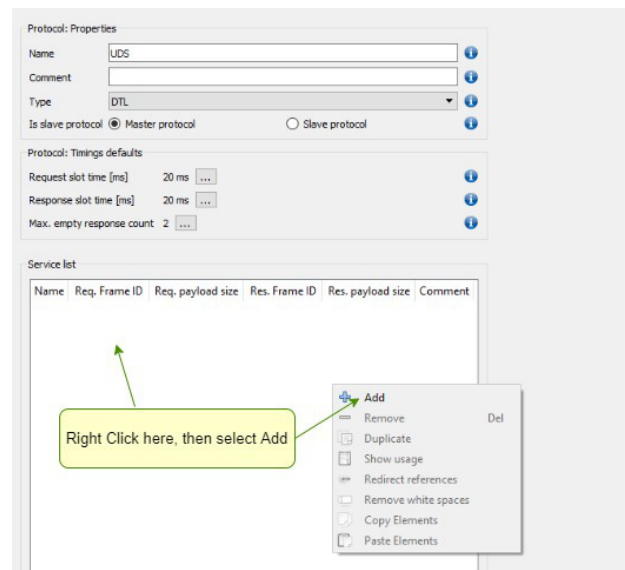 Protocol: Properties
Name UDS
Comment
Type DTL
Is slave protocol Master protocol Slave protocol
Protocol: Timings defaults
Request slot time [ms] 20 ms ...
Response slot time [ms] 20 ms ...
Max. empty response count 2 ...
Service list
Name Req. Frame ID Req. payload size Res. Frame ID Res. payload size Comment
Right Click here, then select Add
Add
Remove Del
Duplicate
Show usage
Redirect references
Remove white spaces
Copy Elements
Paste Elements